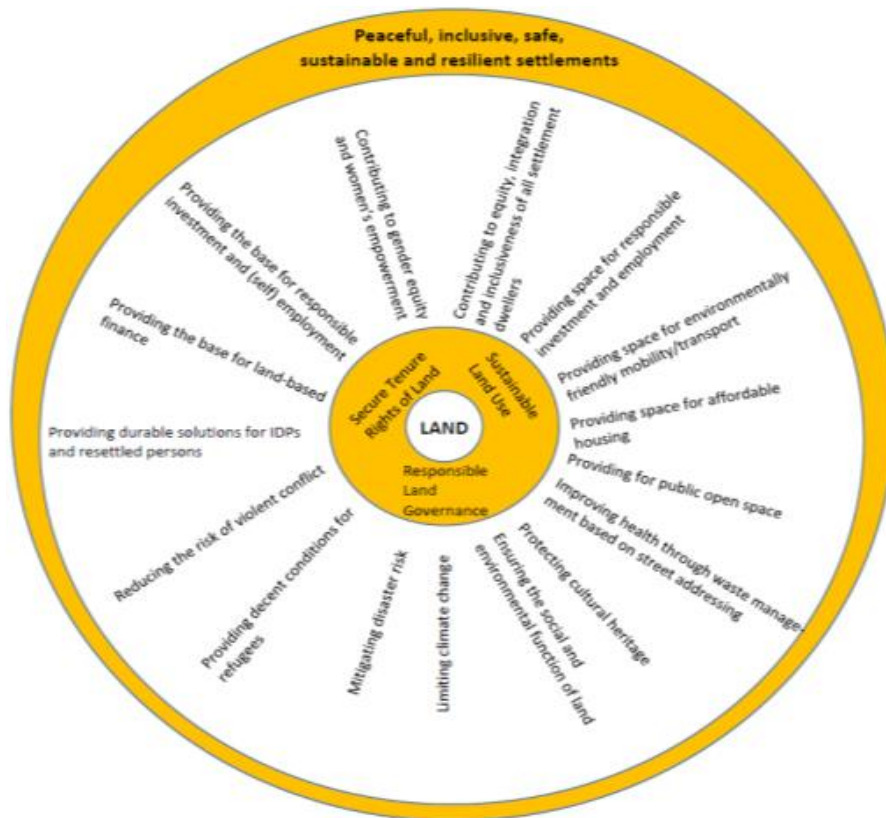 Peaceful, inclusive, safe,
sustainable and resilient settlements
Contributing to gender equity
and women's empowerment
Contributing to equity, integration
and inclusiveness of all settlement
dwellers
Providing space for responsible
investment and employment
Providing space for environmentally
friendly mobility/transport
Providing space for affordable
housing
Providing for public open space
Improving health through waste manage-
ment based on street addressing
Protecting cultural heritage
Ensuring the social and
environmental function of land
Limiting climate change
Mitigating disaster risk
Providing decent conditions for
refugees
Reducing the risk of violent conflict
Providing durable solutions for IDPs
and resettled persons
Providing the base for land-based
finance
Providing the base for responsible
investment and (self) employment
Secure Tenure
Rights of Land
Sustainable
Land Use
LAND
Responsible
Land
Governance